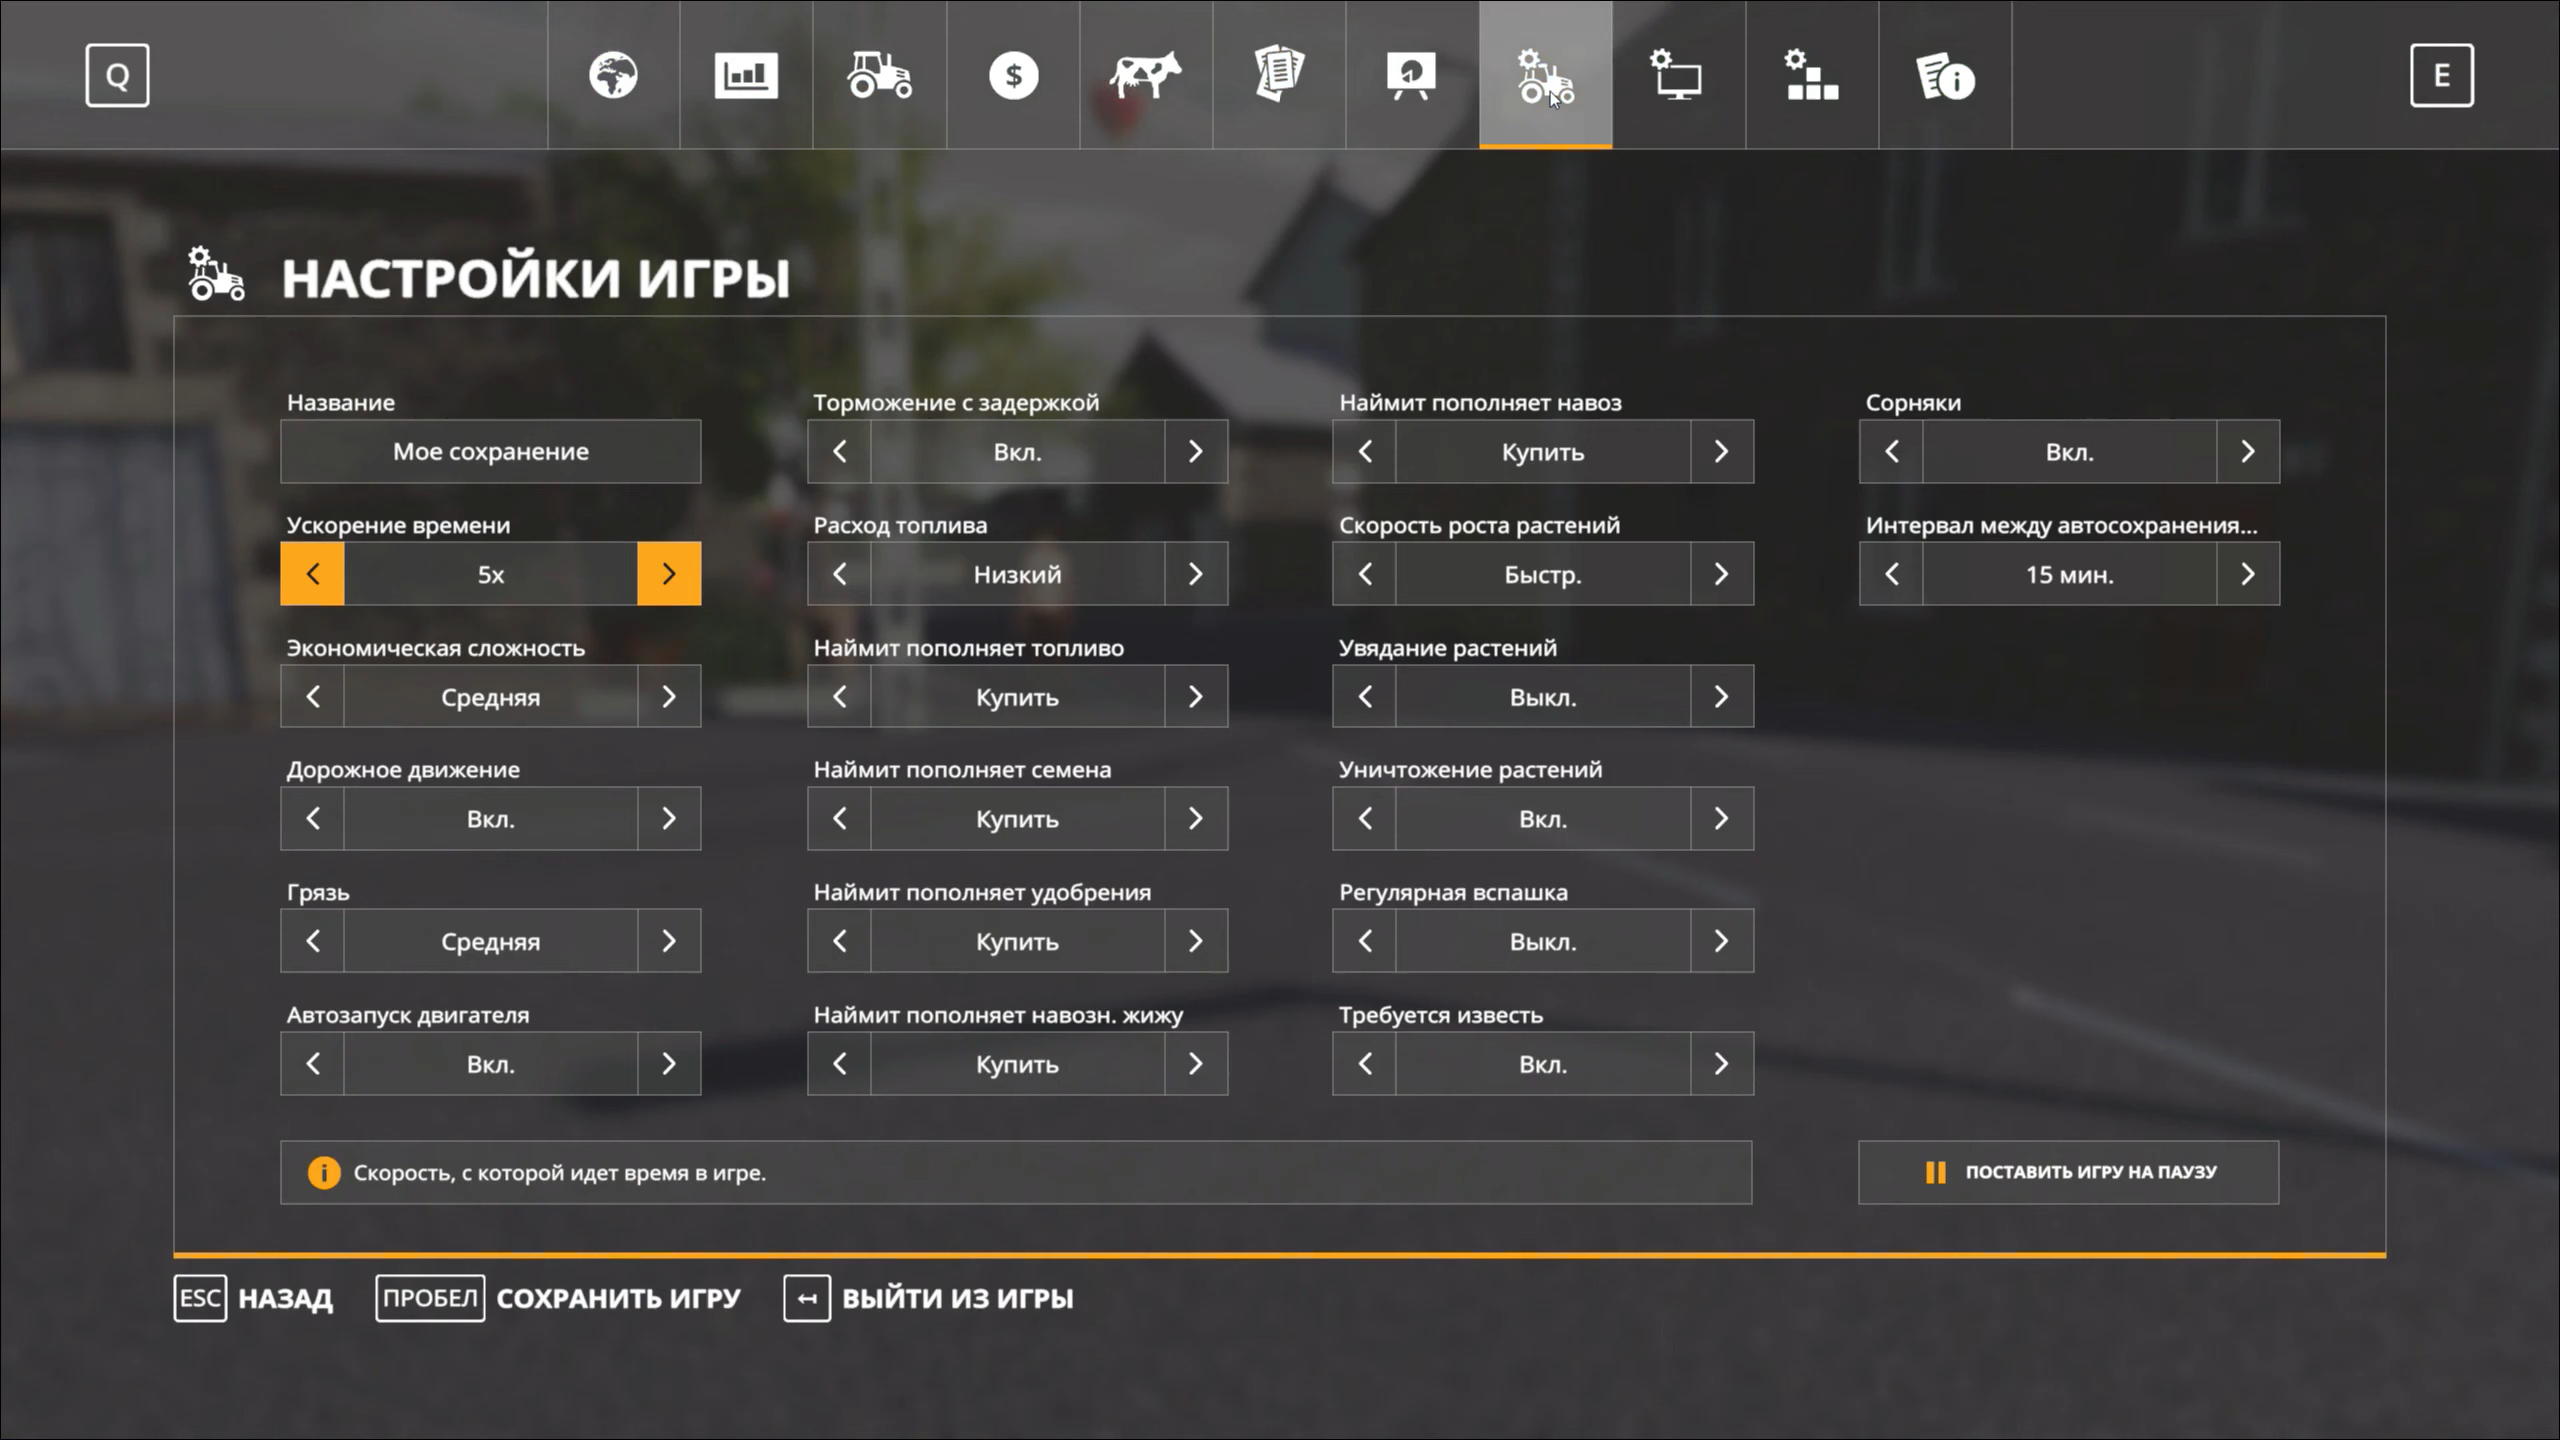 Q
E
НАСТРОЙКИ ИГРЫ
Название
Мое сохранение
Ускорение времени
5x
Экономическая сложность
Средняя
Дорожное движение
Вкл.
Грязь
Средняя
Автозапуск двигателя
Вкл.
Торможение с задержкой
Вкл.
Расход топлива
Низкий
Наймит пополняет топливо
Купить
Наймит пополняет семена
Купить
Наймит пополняет удобрения
Купить
Наймит пополняет навозн. жижу
Купить
Наймит пополняет навоз
Купить
Скорость роста растений
Быстр.
Увядание растений
Выкл.
Уничтожение растений
Вкл.
Регулярная вспашка
Выкл.
Требуется известь
Вкл.
Сорняки
Вкл.
Интервал между автосохранения...
15 мин.
Скорость, с которой идет время в игре.
ПОСТАВИТЬ ИГРУ НА ПАУЗУ
ESC НАЗАД
ПРОБЕЛ СОХРАНИТЬ ИГРУ
ВЫЙТИ ИЗ ИГРЫ